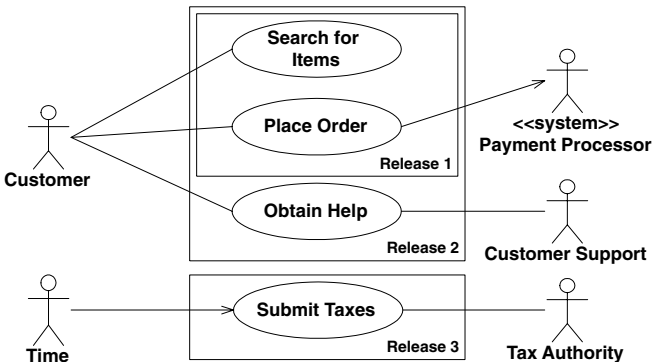 Search for
Items
Place Order
<<system>>
Payment Processor
Release 1
Customer
Obtain Help
Release 2
Customer Support
Submit Taxes
Release 3
Time
Tax Authority